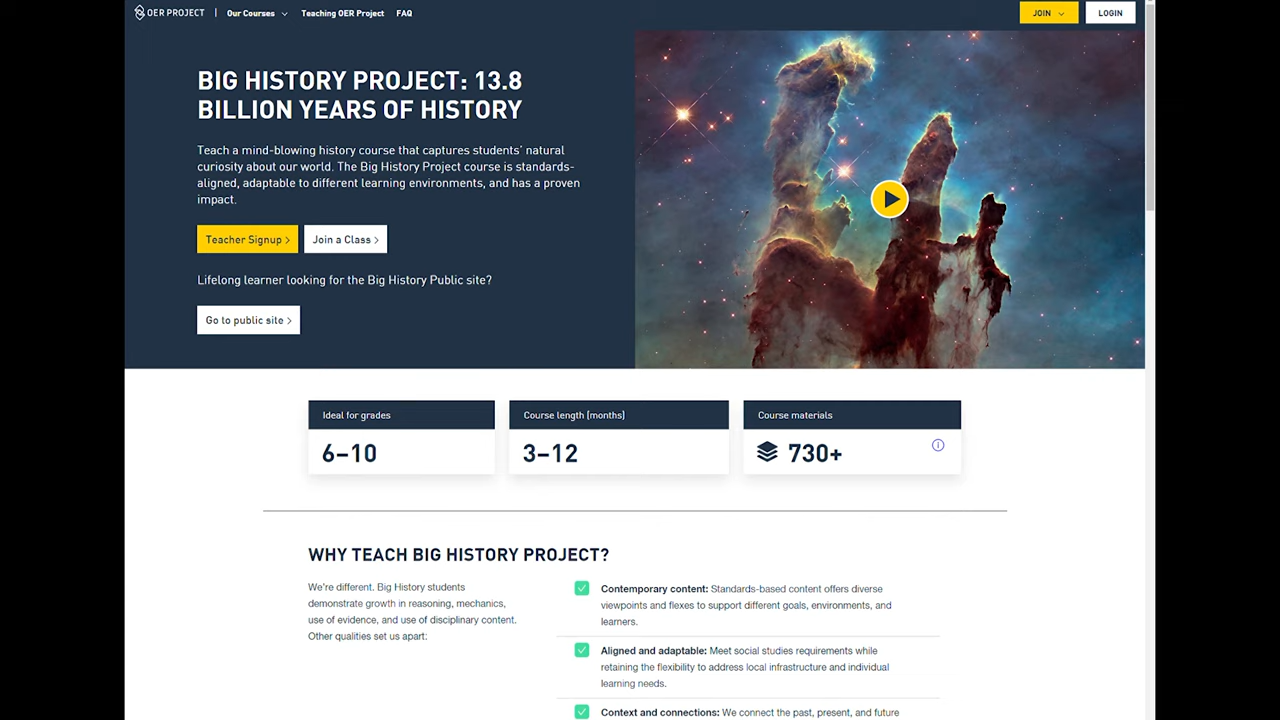 OER PROJECT | Our Courses Teaching OER Project FAQ JOIN LOGIN
BIG HISTORY PROJECT: 13.8
BILLION YEARS OF HISTORY
Teach a mind-blowing history course that captures students' natural
curiosity about our world. The Big History Project course is standards-
aligned, adaptable to different learning environments, and has a proven
impact.
Teacher Signup > Join a Class >
Lifelong learner looking for the Big History Public site?
Go to public site >
Ideal for grades
6–10
Course length (months)
3–12
Course materials
730+
WHY TEACH BIG HISTORY PROJECT?
We're different. Big History students
demonstrate growth in reasoning, mechanics,
use of evidence, and use of disciplinary content.
Other qualities set us apart:
Contemporary content: Standards-based content offers diverse
viewpoints and flexes to support different goals, environments, and
learners.
Aligned and adaptable: Meet social studies requirements while
retaining the flexibility to address local infrastructure and individual
learning needs.
Context and connections: We connect the past, present, and future